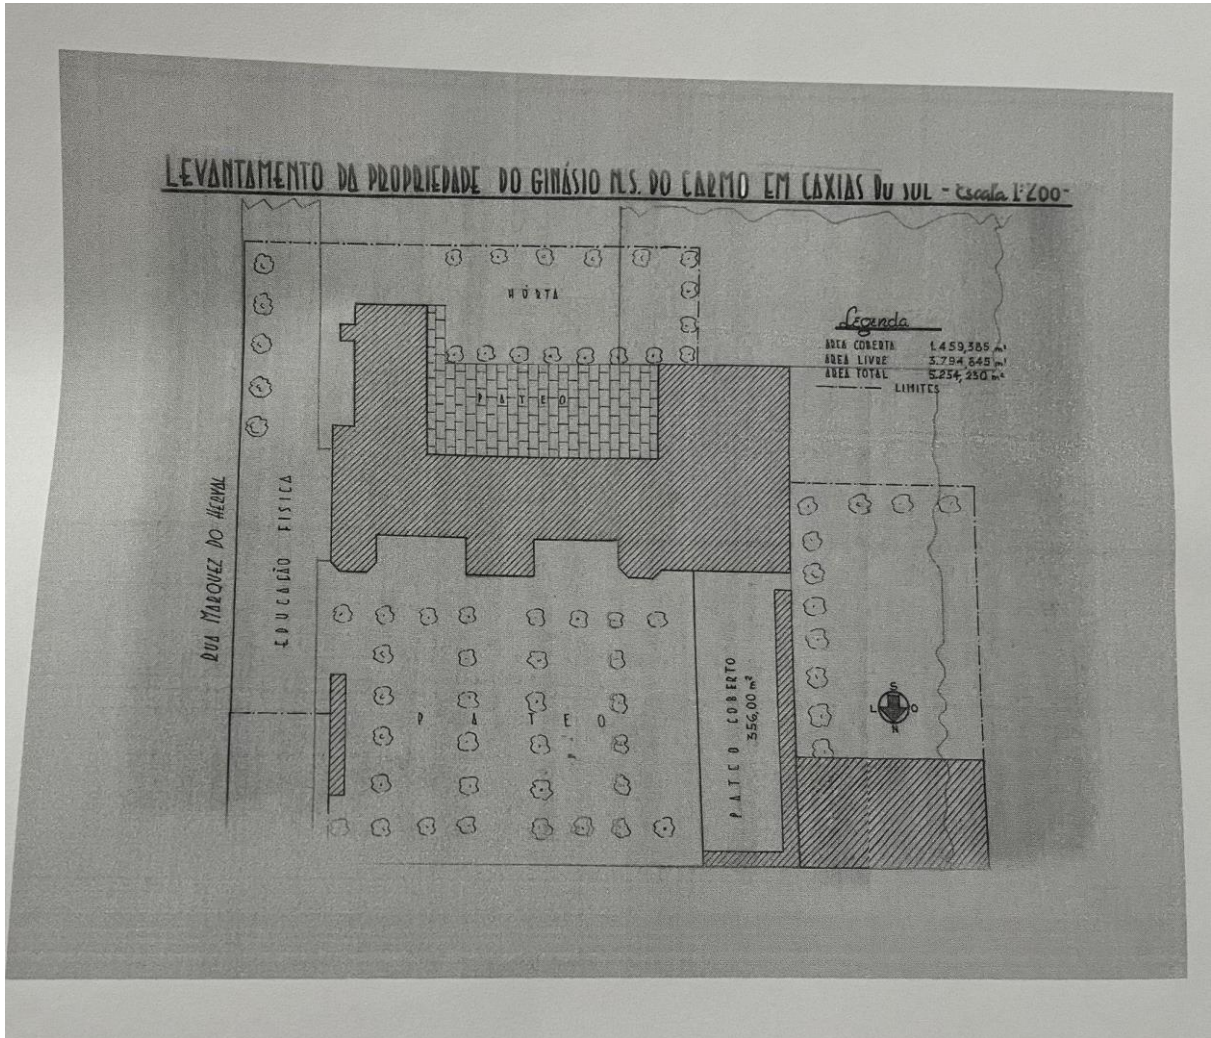 LEVANTAMENTO DA PROPRIEDADE DO GINÁSIO N.S. DO CARMO EM CAXIAS DU SUL - Escala 1:200-
HÓRTA
Legenda
AREA COBERTA 1.459,385 m²
AREA LIVRE 3.794,845 m²
AREA TOTAL 5.254,230 m²
LIMITES
PATEO
RUA MARQUEZ DO HERVAL
EDUCAÇÃO FISICA
PATEO
PATEO COBERTO
356,00 m²
S
L O
N